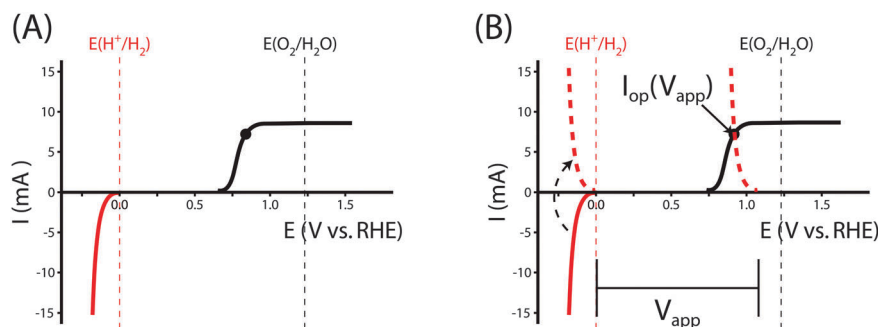 (A)
E(H⁺/H₂)
E(O₂/H₂O)
15
10
5
0
-5
-10
-15
0.0
0.5
1.0
1.5
I (mA)
E (V vs. RHE)
(B)
E(H⁺/H₂)
E(O₂/H₂O)
Iop(Vapp)
15
10
5
0
-5
-10
-15
0.0
0.5
1.0
1.5
I (mA)
E (V vs. RHE)
Vapp